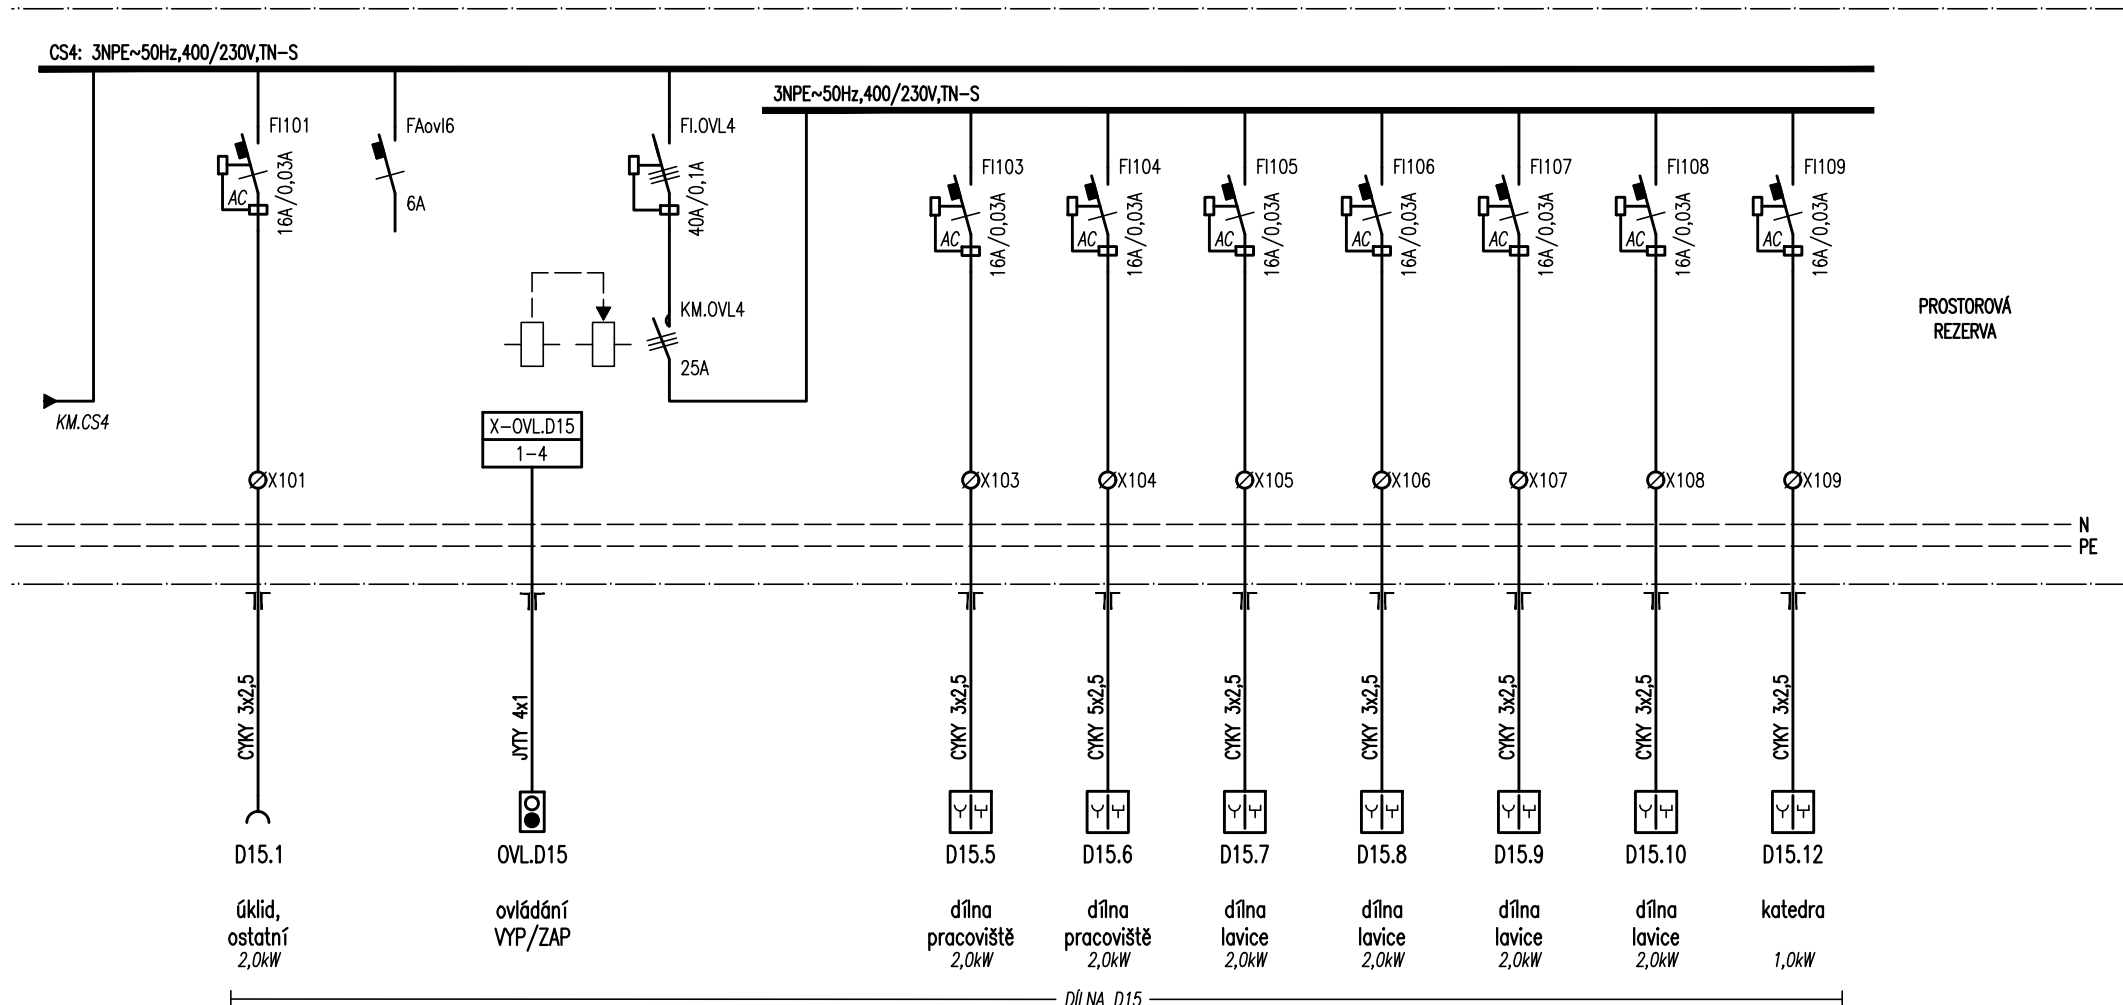 CS4: 3NPE~50Hz,400/230V,TN-S
3NPE~50Hz,400/230V,TN-S
FI101
FAovl6
FI.OVL4
FI103
FI104
FI105
FI106
FI107
FI108
FI109
AC
16A/0,03A
6A
40A/0,1A
AC
16A/0,03A
AC
16A/0,03A
AC
16A/0,03A
AC
16A/0,03A
AC
16A/0,03A
AC
16A/0,03A
AC
16A/0,03A
KM.OVL4
25A
PROSTOROVÁ
REZERVA
KM.CS4
X-OVL.D15
1-4
X101
X103
X104
X105
X106
X107
X108
X109
N
PE
CYKY 3x2,5
JYTY 4x1
CYKY 3x2,5
CYKY 5x2,5
CYKY 3x2,5
CYKY 3x2,5
CYKY 3x2,5
CYKY 3x2,5
CYKY 3x2,5
D15.1
OVL.D15
D15.5
D15.6
D15.7
D15.8
D15.9
D15.10
D15.12
úklid,
ostatní
2,0kW
ovládání
VYP/ZAP
dílna
pracoviště
2,0kW
dílna
pracoviště
2,0kW
dílna
lavice
2,0kW
dílna
lavice
2,0kW
dílna
lavice
2,0kW
dílna
lavice
2,0kW
katedra
1,0kW
DÍLNA D15